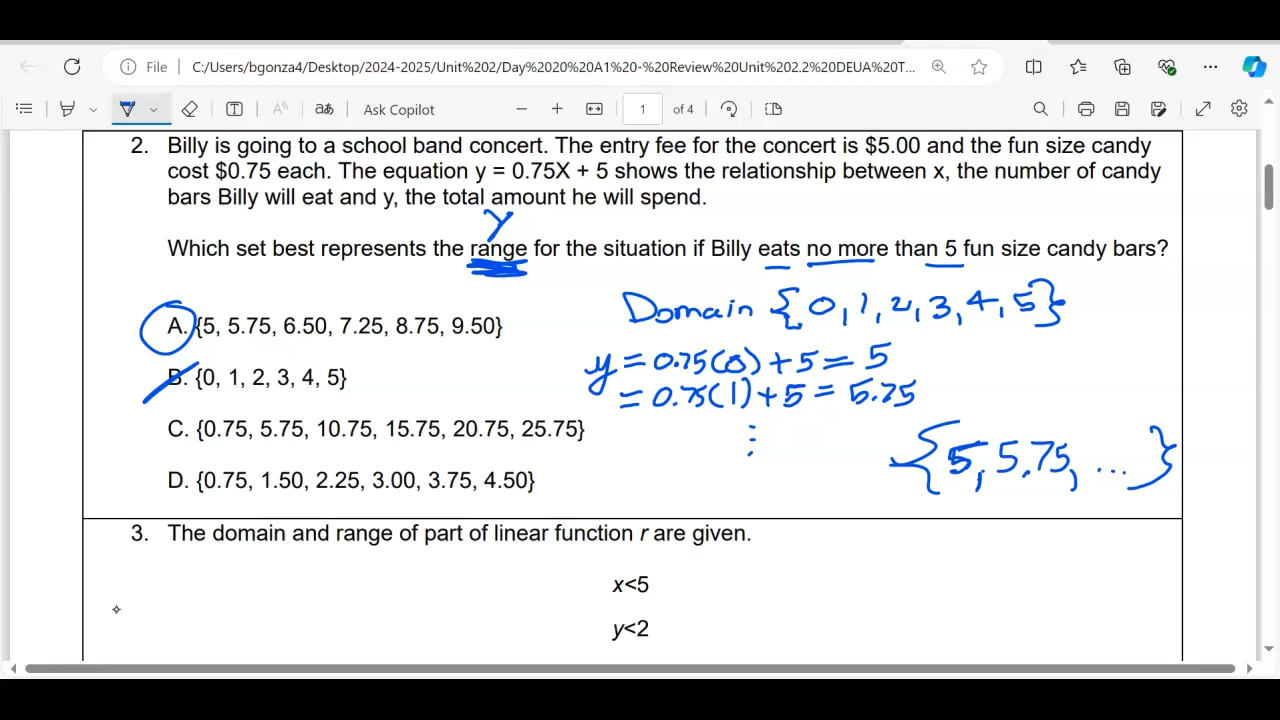 File C:/Users/bgonza4/Desktop/2024-2025/Unit%202/Day%2020%20A1%20-%20Review%20Unit%202.2%20DEUA%20T...
Ask Copilot 1 of 4
2. Billy is going to a school band concert. The entry fee for the concert is $5.00 and the fun size candy
cost $0.75 each. The equation y = 0.75X + 5 shows the relationship between x, the number of candy
bars Billy will eat and y, the total amount he will spend.
y
Which set best represents the range for the situation if Billy eats no more than 5 fun size candy bars?
Domain {0, 1, 2, 3, 4, 5}
A. {5, 5.75, 6.50, 7.25, 8.75, 9.50}
y = 0.75(0) + 5 = 5
B. {0, 1, 2, 3, 4, 5}
= 0.75(1) + 5 = 5.75
C. {0.75, 5.75, 10.75, 15.75, 20.75, 25.75}
{5, 5.75, ...}
D. {0.75, 1.50, 2.25, 3.00, 3.75, 4.50}
3. The domain and range of part of linear function r are given.
x<5
y<2